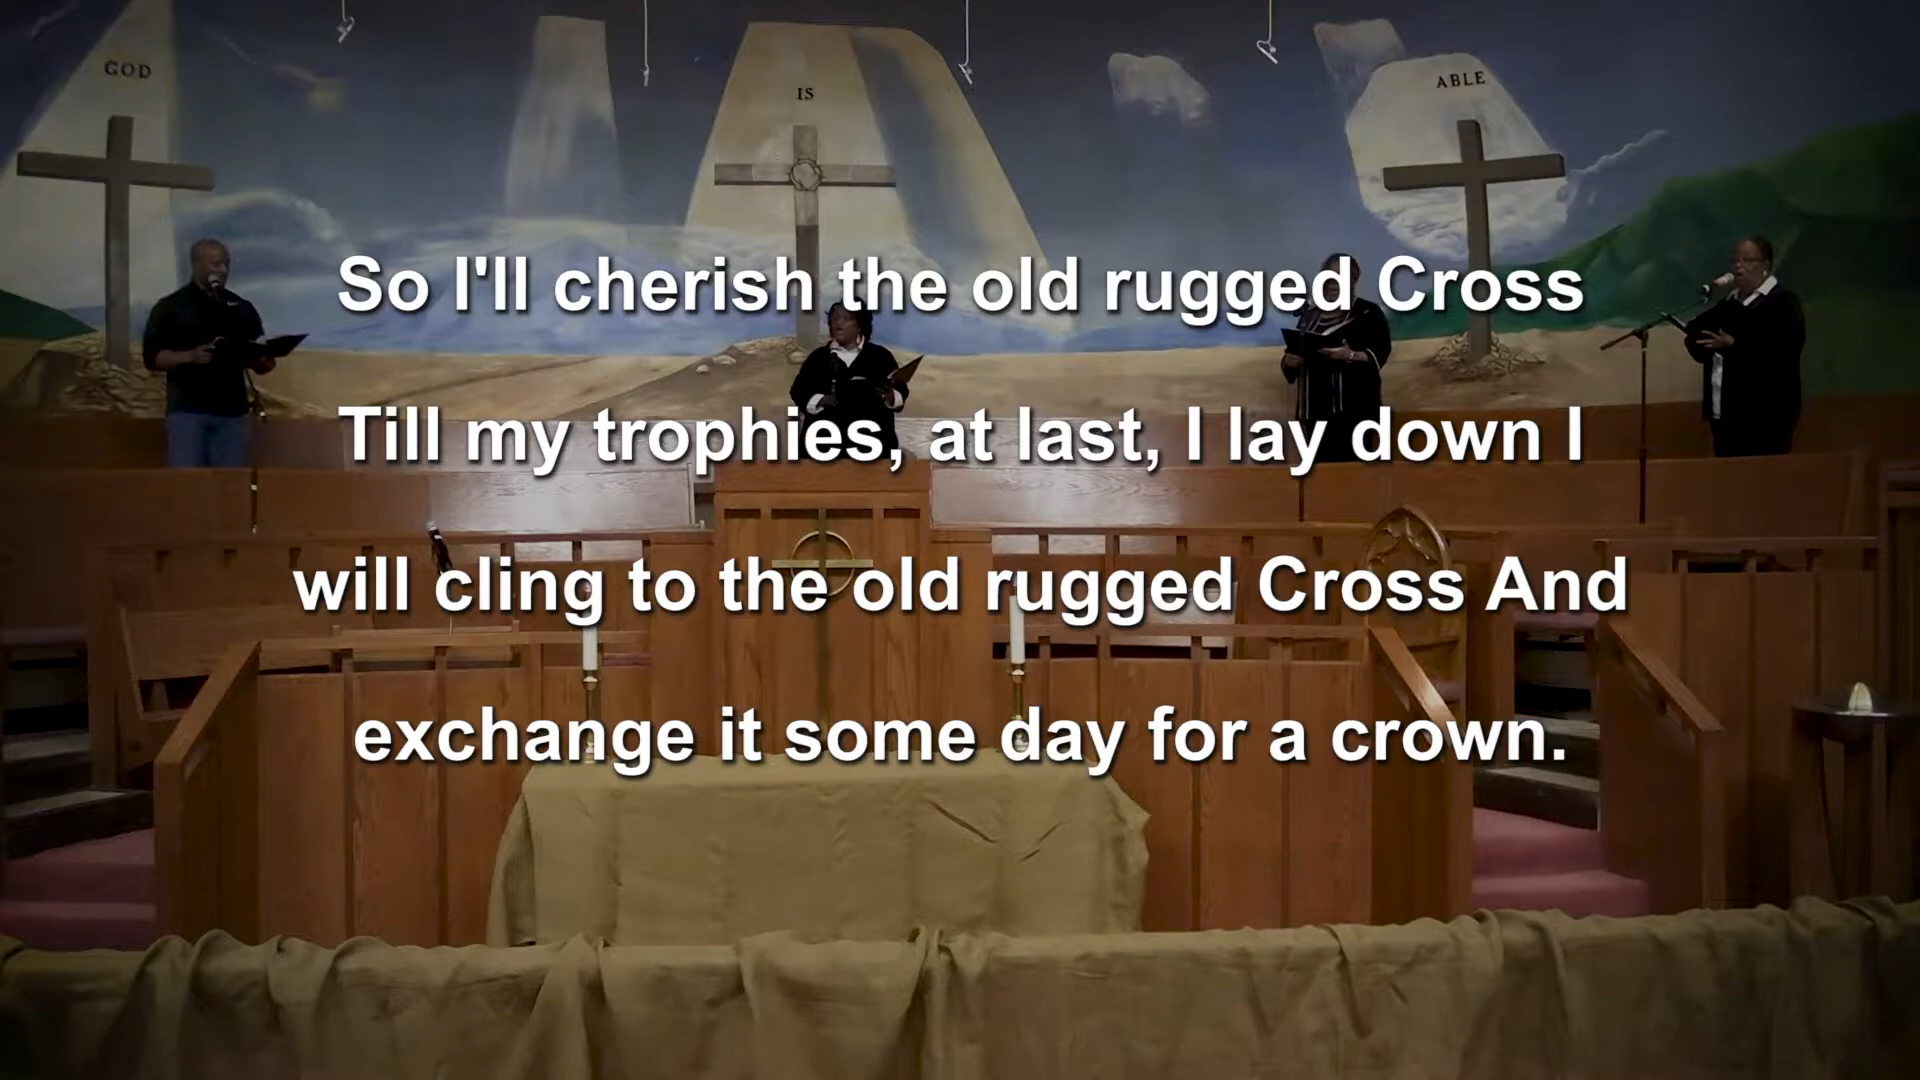 GOD
IS
ABLE
So I'll cherish the old rugged Cross
Till my trophies, at last, I lay down I
will cling to the old rugged Cross And
exchange it some day for a crown.